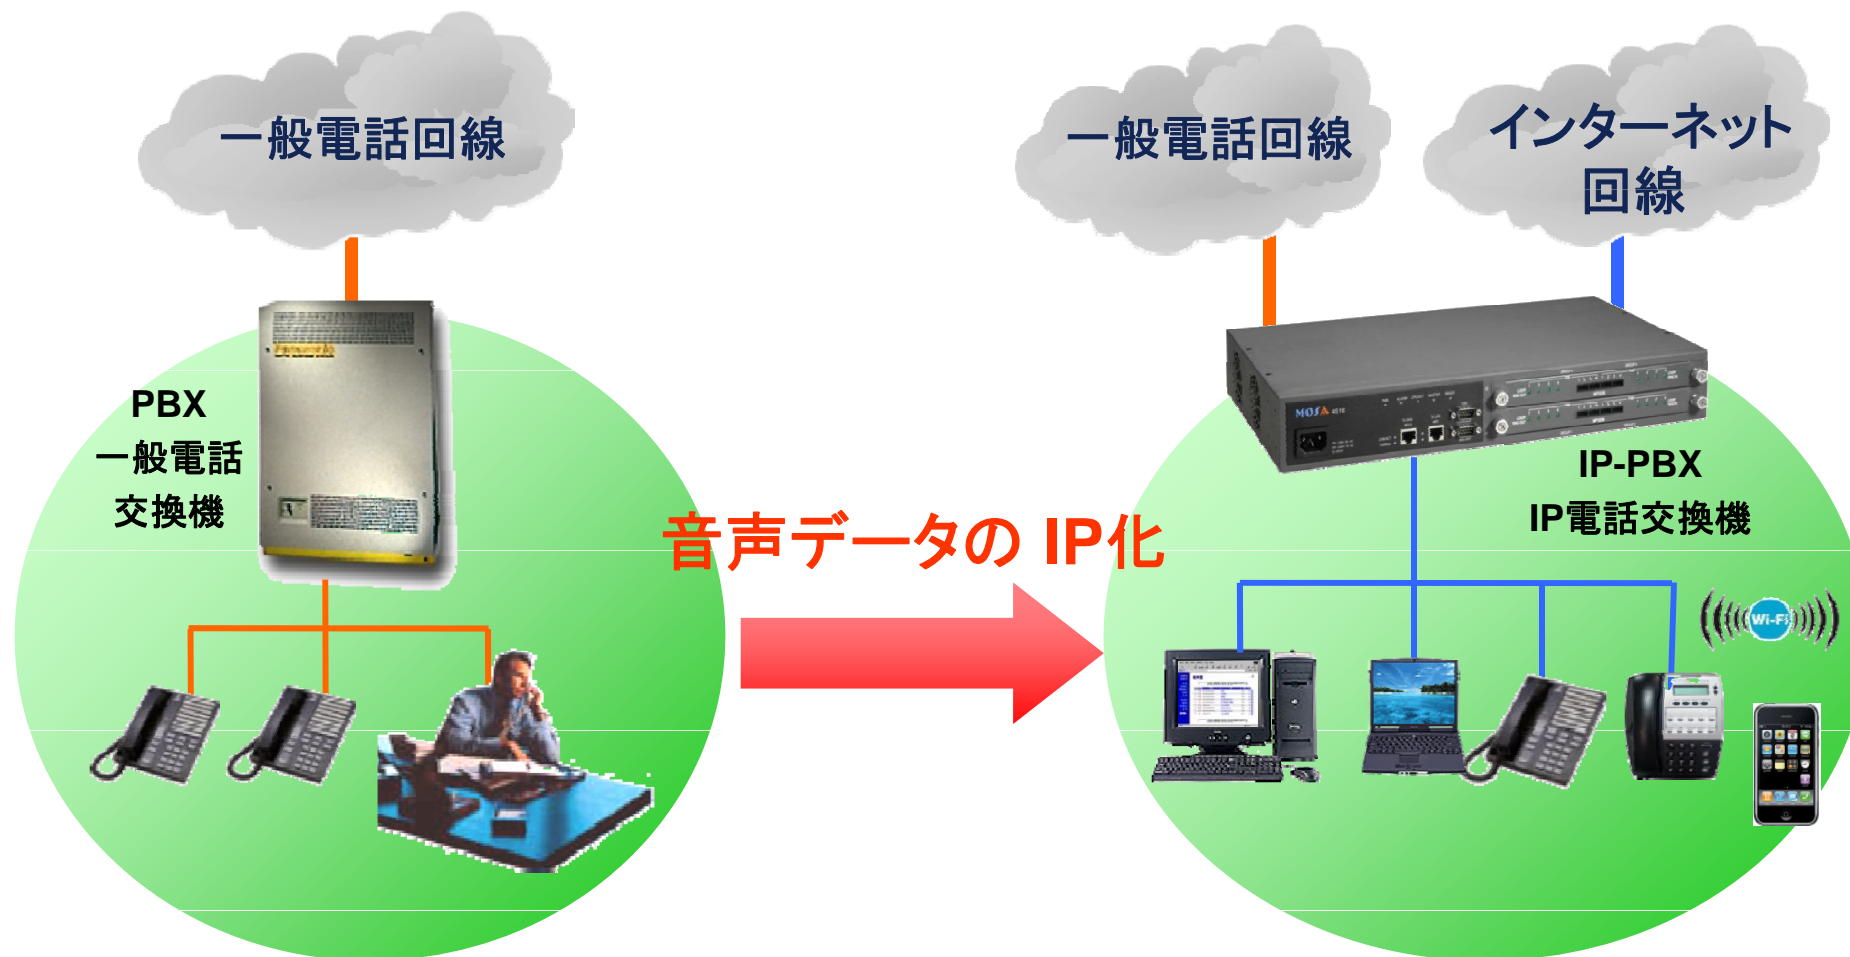 一般電話回線
一般電話回線
インターネット
回線
PBX
一般電話
交換機
音声データの IP化
MOSA 4516
IP-PBX
IP電話交換機
Wi-Fi